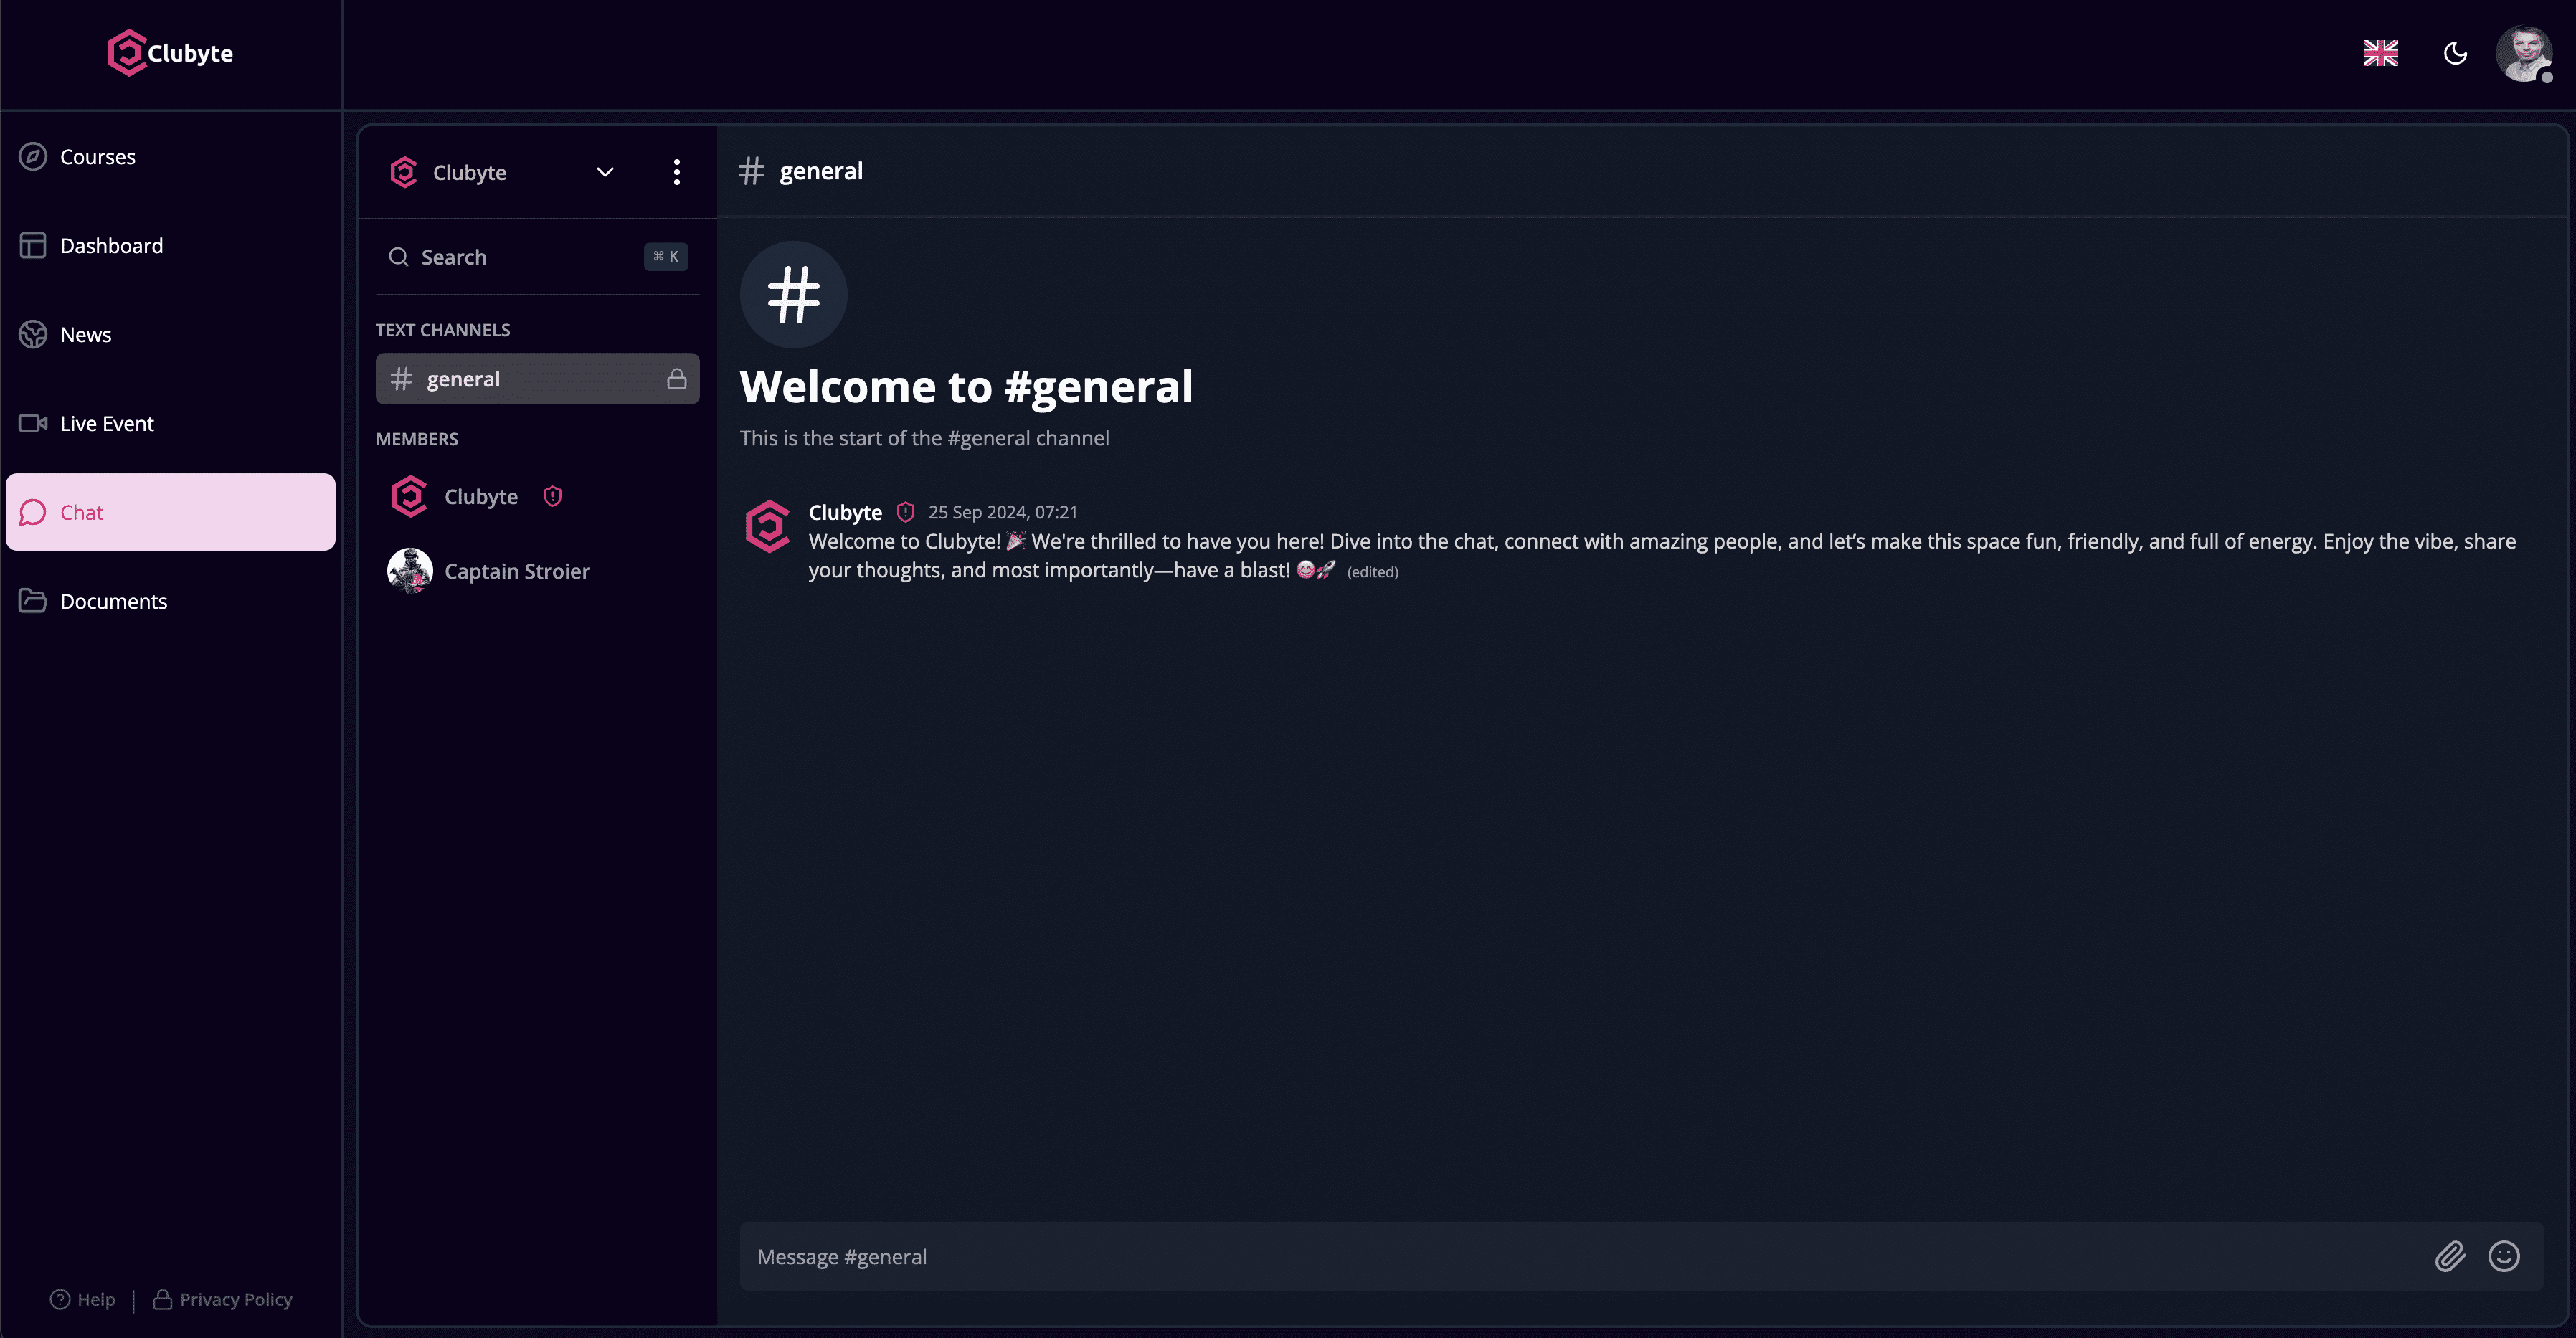 Clubyte
Courses
Dashboard
News
Live Event
Chat
Documents
Help | Privacy Policy
Clubyte
Search ⌘ K
TEXT CHANNELS
# general
MEMBERS
Clubyte
Captain Stroier
# general
#
Welcome to #general
This is the start of the #general channel
Clubyte 25 Sep 2024, 07:21
Welcome to Clubyte! 🎉 We're thrilled to have you here! Dive into the chat, connect with amazing people, and let’s make this space fun, friendly, and full of energy. Enjoy the vibe, share
your thoughts, and most importantly—have a blast! 😊🚀 (edited)
Message #general